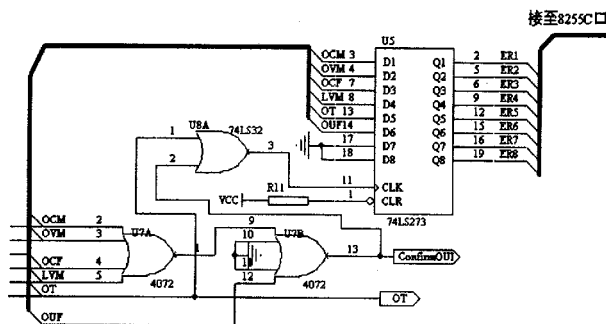 接至8255C口
U5
OCM 3 D1 Q1 2 ER1
OVM 4 D2 Q2 5 ER2
OCF 7 D3 Q3 6 ER3
LVM 8 D4 Q4 9 ER4
OT 13 D5 Q5 12 ER5
OUF 14 D6 Q6 15 ER6
17 D7 Q7 16 ER7
18 D8 Q8 19 ER8
11 CLK
1 CLR
74LS273
U8A
74LS32
1
2
3
VCC
R11
OCM 2
OVM 3
OCF 4
LVM 5
OT
OUF
U7A
1
4072
9
10
12
U7B
13
4072
ConfirmOUT
OT